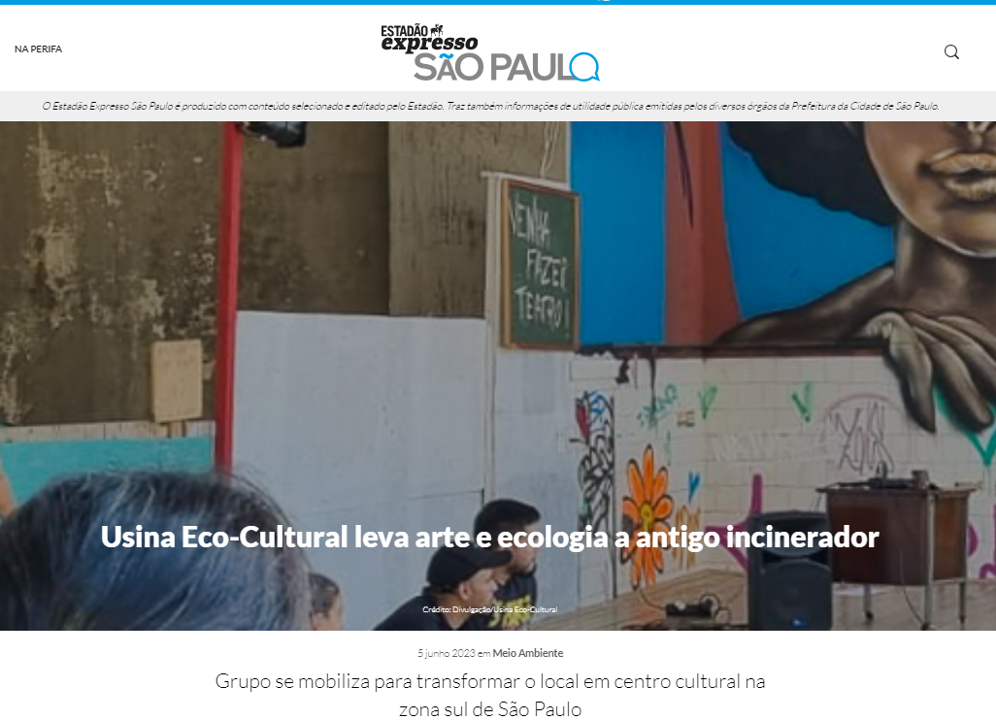 NA PERIFA
ESTADÃO
expresso
SÃO PAULO
O Estadão Expresso São Paulo é produzido com conteúdo selecionado e editado pelo Estadão. Traz também informações de utilidade pública emitidas pelos diversos órgãos da Prefeitura da Cidade de São Paulo.
VENHA
FAZER
TEATRO!
Usina Eco-Cultural leva arte e ecologia a antigo incinerador
Crédito: Divulgação/Usina Eco-Cultural
5 junho 2023 em Meio Ambiente
Grupo se mobiliza para transformar o local em centro cultural na
zona sul de São Paulo